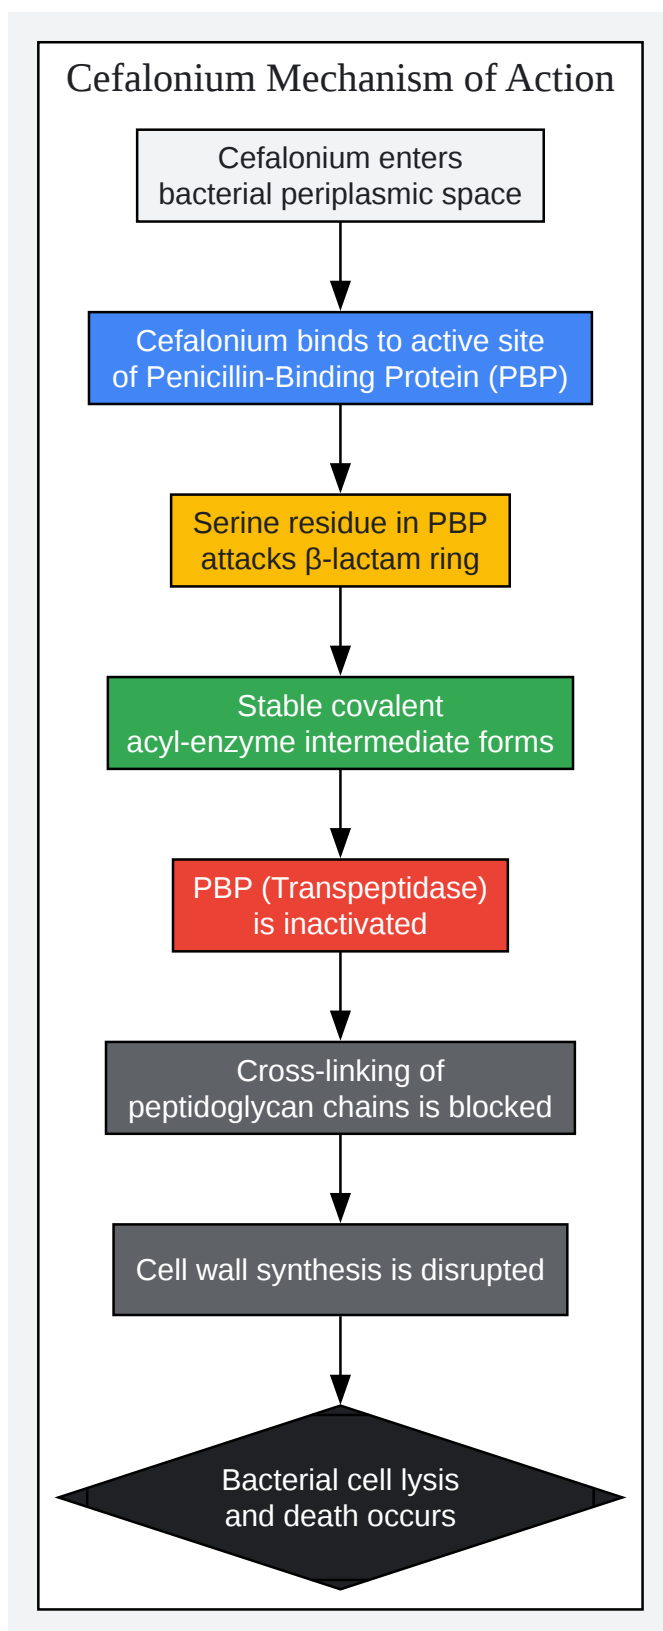 Cefalonium Mechanism of Action
Cefalonium enters
bacterial periplasmic space
Cefalonium binds to active site
of Penicillin-Binding Protein (PBP)
Serine residue in PBP
attacks β-lactam ring
Stable covalent
acyl-enzyme intermediate forms
PBP (Transpeptidase)
is inactivated
Cross-linking of
peptidoglycan chains is blocked
Cell wall synthesis is disrupted
Bacterial cell lysis
and death occurs